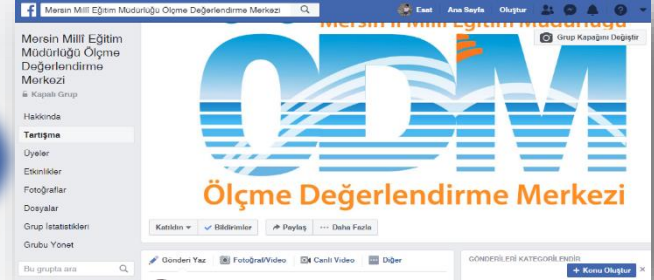 Mersin Millî Eğitim Müdürlüğü Ölçme Değerlendirme Merkezi
Esat
Ana Sayfa
Oluştur
Mersin İl Millî Eğitim Müdürlüğü
Grup Kapağını Değiştir
Mersin Millî Eğitim
Müdürlüğü Ölçme
Değerlendirme
Merkezi
Kapalı Grup
Hakkında
Tartışma
Üyeler
Etkinlikler
Fotoğraflar
Dosyalar
Grup İstatistikleri
Grubu Yönet
Bu grupta ara
ÖDM
Ölçme Değerlendirme Merkezi
Katıldın
Bildirimler
Paylaş
Daha Fazla
Gönderi Yaz
Fotoğraf/Video
Canlı Video
Diğer
GÖNDERİLERİ KATEGORİLENDİR
+ Konu Oluştur